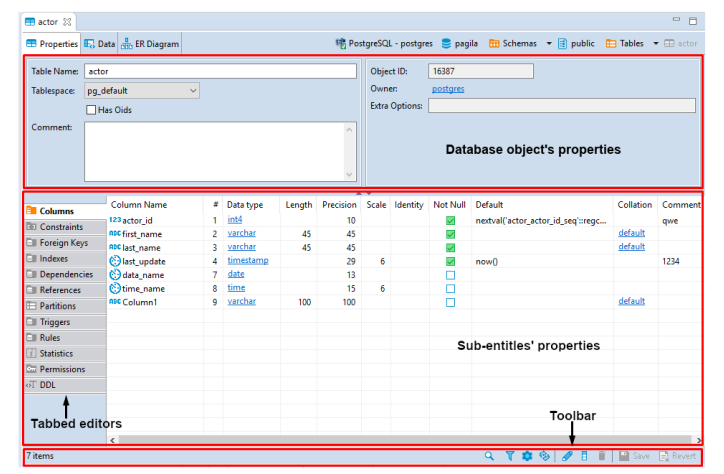 actor
Properties Data ER Diagram PostgreSQL - postgres pagila Schemas public Tables actor
Table Name: actor Object ID: 16387
Tablespace: pg_default Owner: postgres
Has Oids Extra Options:
Comment:
Database object's properties
Column Name # Data type Length Precision Scale Identity Not Null Default Collation Comment
Columns 123 actor_id 1 int4 10 nextval('actor_actor_id_seq'::regc... qwe
Constraints ABC first_name 2 varchar 45 45 default
Foreign Keys ABC last_name 3 varchar 45 45 default
Indexes last_update 4 timestamp 29 6 now() 1234
Dependencies data_name 7 date 13
References time_name 8 time 15 6
Partitions ABC Column1 9 varchar 100 100 default
Triggers
Rules
Sub-entitles' properties
Statistics
Permissions
DDL
Tabbed editors
Toolbar
7 items Save Revert